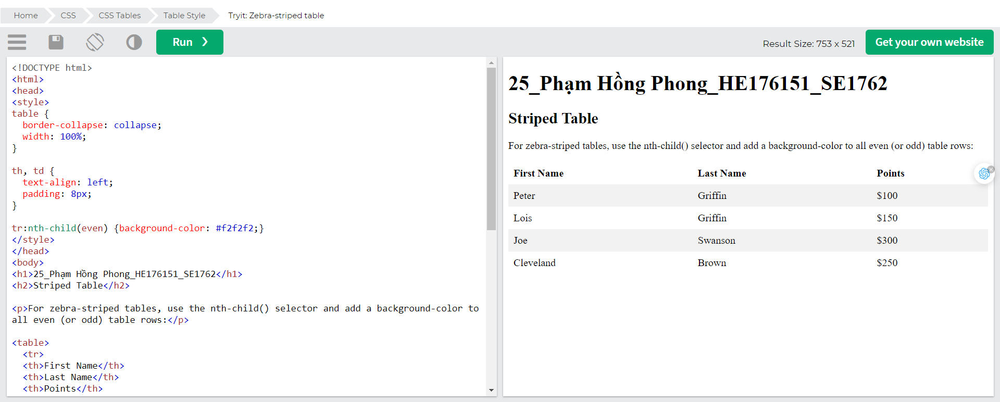 Home CSS CSS Tables Table Style Tryit: Zebra-striped table
Run ❯ Result Size: 753 x 521 Get your own website
<!DOCTYPE html>
<html>
<head>
<style>
table {
  border-collapse: collapse;
  width: 100%;
}

th, td {
  text-align: left;
  padding: 8px;
}

tr:nth-child(even) {background-color: #f2f2f2;}
</style>
</head>
<body>
<h1>25_Phạm Hồng Phong_HE176151_SE1762</h1>
<h2>Striped Table</h2>

<p>For zebra-striped tables, use the nth-child() selector and add a background-color to
all even (or odd) table rows:</p>

<table>
  <tr>
  <th>First Name</th>
  <th>Last Name</th>
  <th>Points</th>
25_Phạm Hồng Phong_HE176151_SE1762
Striped Table
For zebra-striped tables, use the nth-child() selector and add a background-color to all even (or odd) table rows:
First Name Last Name Points
Peter Griffin $100
Lois Griffin $150
Joe Swanson $300
Cleveland Brown $250